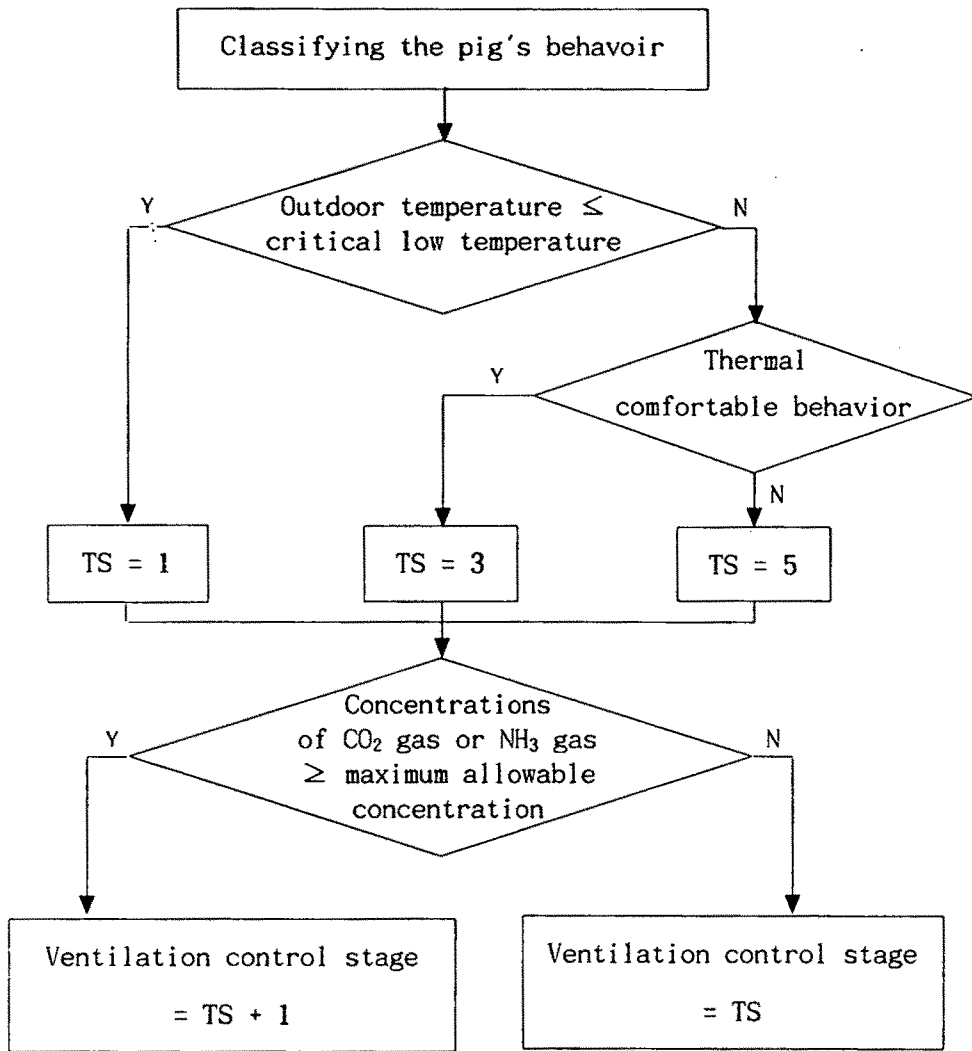 Classifying the pig's behavoir
Y
Outdoor temperature ≤
critical low temperature
N
Y
Thermal
comfortable behavior
N
TS = 1
TS = 3
TS = 5
Y
Concentrations
of CO₂ gas or NH₃ gas
≥ maximum allowable
concentration
N
Ventilation control stage
= TS + 1
Ventilation control stage
= TS